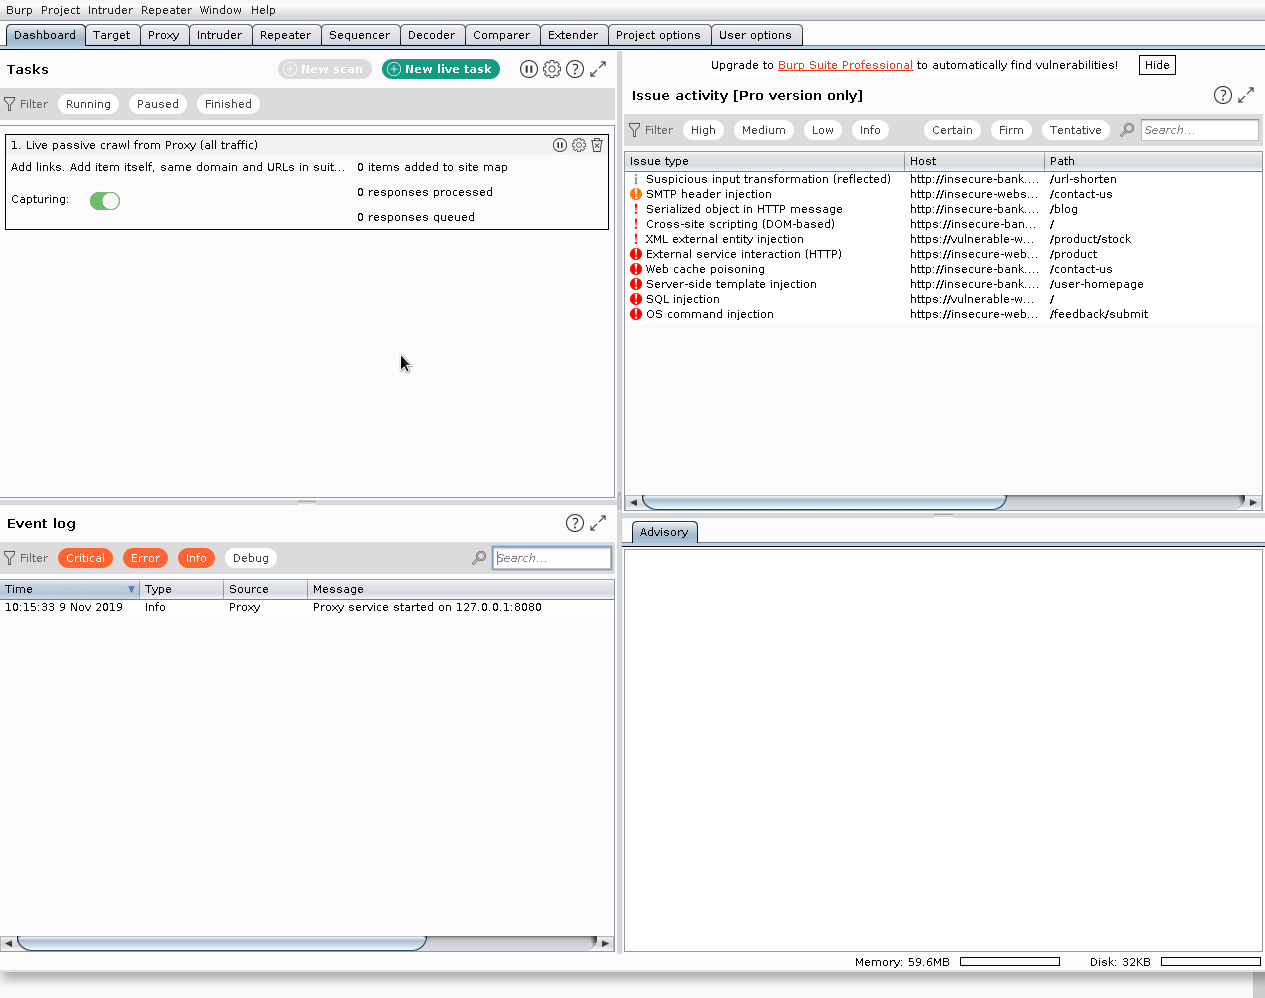 Burp Project Intruder Repeater Window Help
Dashboard Target Proxy Intruder Repeater Sequencer Decoder Comparer Extender Project options User options
Tasks
New scan
New live task
Filter Running Paused Finished
1. Live passive crawl from Proxy (all traffic)
Add links. Add item itself, same domain and URLs in suit...
0 items added to site map
0 responses processed
Capturing:
0 responses queued
Upgrade to Burp Suite Professional to automatically find vulnerabilities!
Hide
Issue activity [Pro version only]
Filter High Medium Low Info Certain Firm Tentative Search...
Issue type Host Path
Suspicious input transformation (reflected) http://insecure-bank.... /url-shorten
SMTP header injection http://insecure-webs... /contact-us
Serialized object in HTTP message http://insecure-bank.... /blog
Cross-site scripting (DOM-based) https://insecure-ban... /
XML external entity injection https://vulnerable-w... /product/stock
External service interaction (HTTP) https://insecure-web... /product
Web cache poisoning http://insecure-bank.... /contact-us
Server-side template injection http://insecure-bank.... /user-homepage
SQL injection https://vulnerable-w... /
OS command injection https://insecure-web... /feedback/submit
Event log
Filter Critical Error Info Debug Search...
Time Type Source Message
10:15:33 9 Nov 2019 Info Proxy Proxy service started on 127.0.0.1:8080
Advisory
Memory: 59.6MB
Disk: 32KB